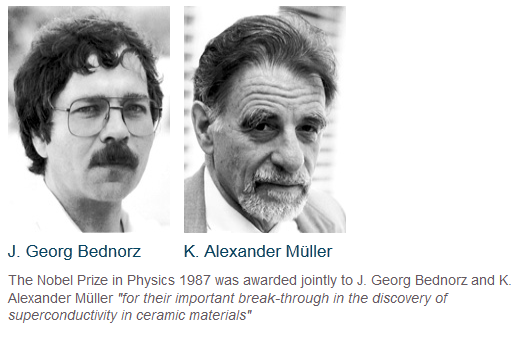 J. Georg Bednorz
K. Alexander Müller
The Nobel Prize in Physics 1987 was awarded jointly to J. Georg Bednorz and K.
Alexander Müller "for their important break-through in the discovery of
superconductivity in ceramic materials"